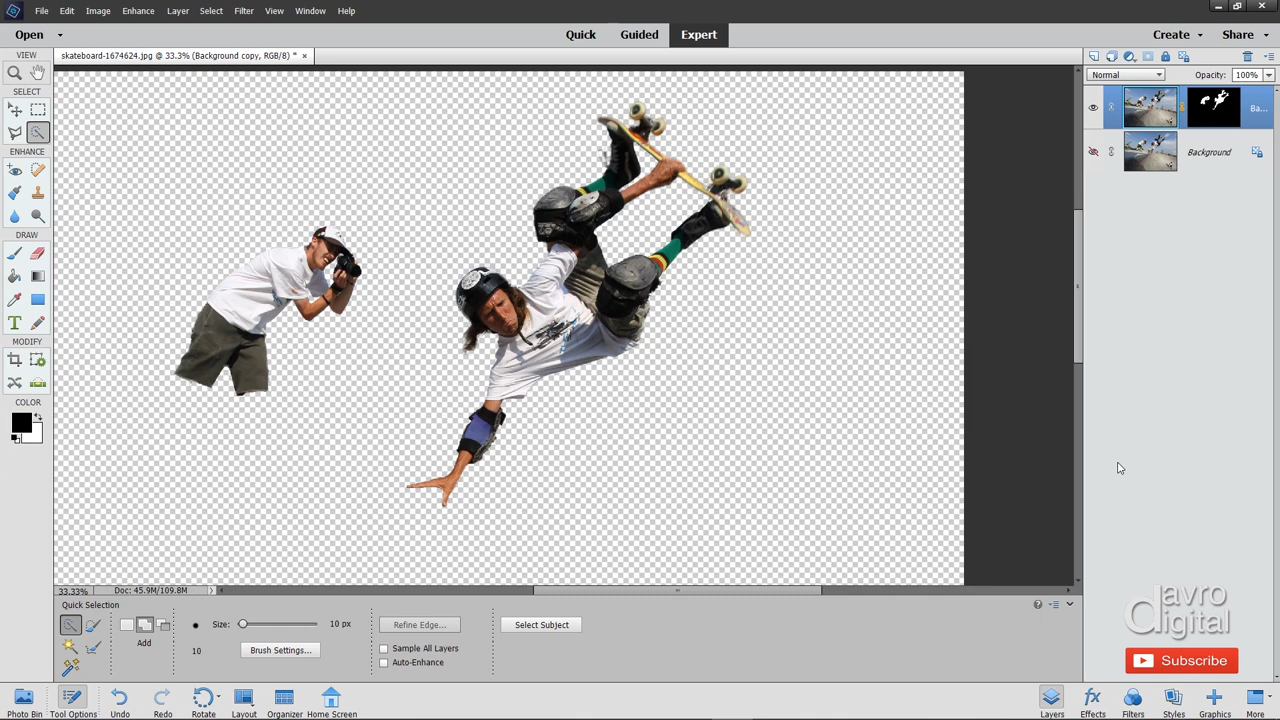 File Edit Image Enhance Layer Select Filter View Window Help
Open Quick Guided Expert Create Share
skateboard-1674624.jpg @ 33.3% (Background copy, RGB/8) * ×
VIEW
SELECT
ENHANCE
DRAW
MODIFY
COLOR
Normal Opacity: 100%
Ba...
Background
33.33% Doc: 45.9M/109.8M
Quick Selection
Add
Size: 10 px
10
Brush Settings...
Refine Edge...
Sample All Layers
Auto-Enhance
Select Subject
davro
digital
Subscribe
Photo Bin Tool Options Undo Redo Rotate Layout Organizer Home Screen Layers Effects Filters Styles Graphics More